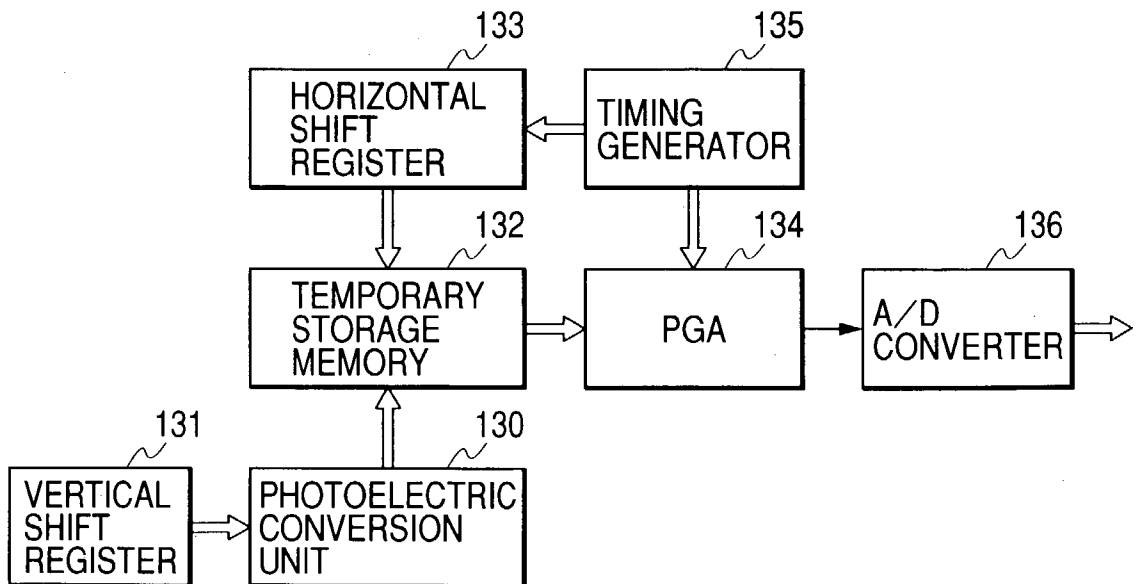 133
135
HORIZONTAL
SHIFT
REGISTER
TIMING
GENERATOR
132
134
136
TEMPORARY
STORAGE
MEMORY
PGA
A/D
CONVERTER
131
130
VERTICAL
SHIFT
REGISTER
PHOTOELECTRIC
CONVERSION
UNIT